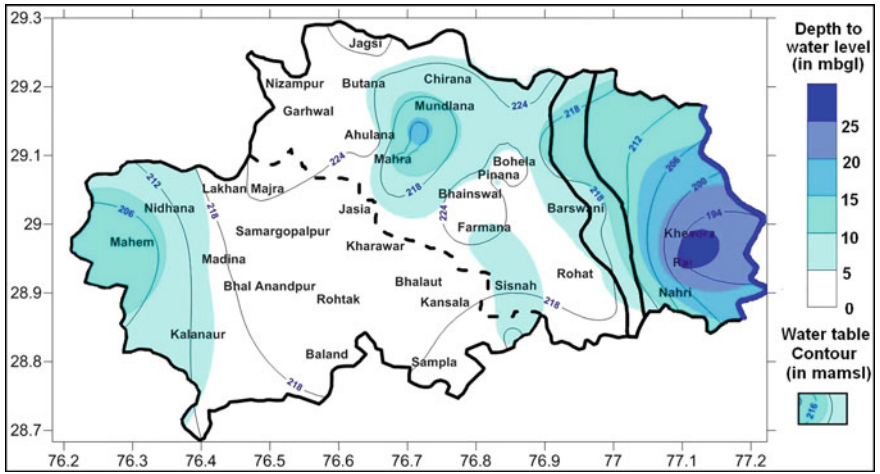 29.3
29.2
29.1
29
28.9
28.8
28.7
76.2 76.3 76.4 76.5 76.6 76.7 76.8 76.9 77 77.1 77.2
Jagsi
Nizampur Butana Chirana
224
Garhwal Mundlana 218
Ahulana 212
224 Mahra Bohela 206
Pinana
212 Lakhan Majra 218 Bhainswal 218 200
206 Nidhana 218 Jasia 224 Barswani 194
Samargopalpur Farmana Khevora
Mahem Kharawar
Madina Rai
Bhal Anandpur Bhalaut Sisnah Rohat
Rohtak Kansala 218 Nahri
Kalanaur
Baland Sampla
218
Depth to
water level
(in mbgl)
25
20
15
10
5
0
Water table
Contour
(in mamsl)
216